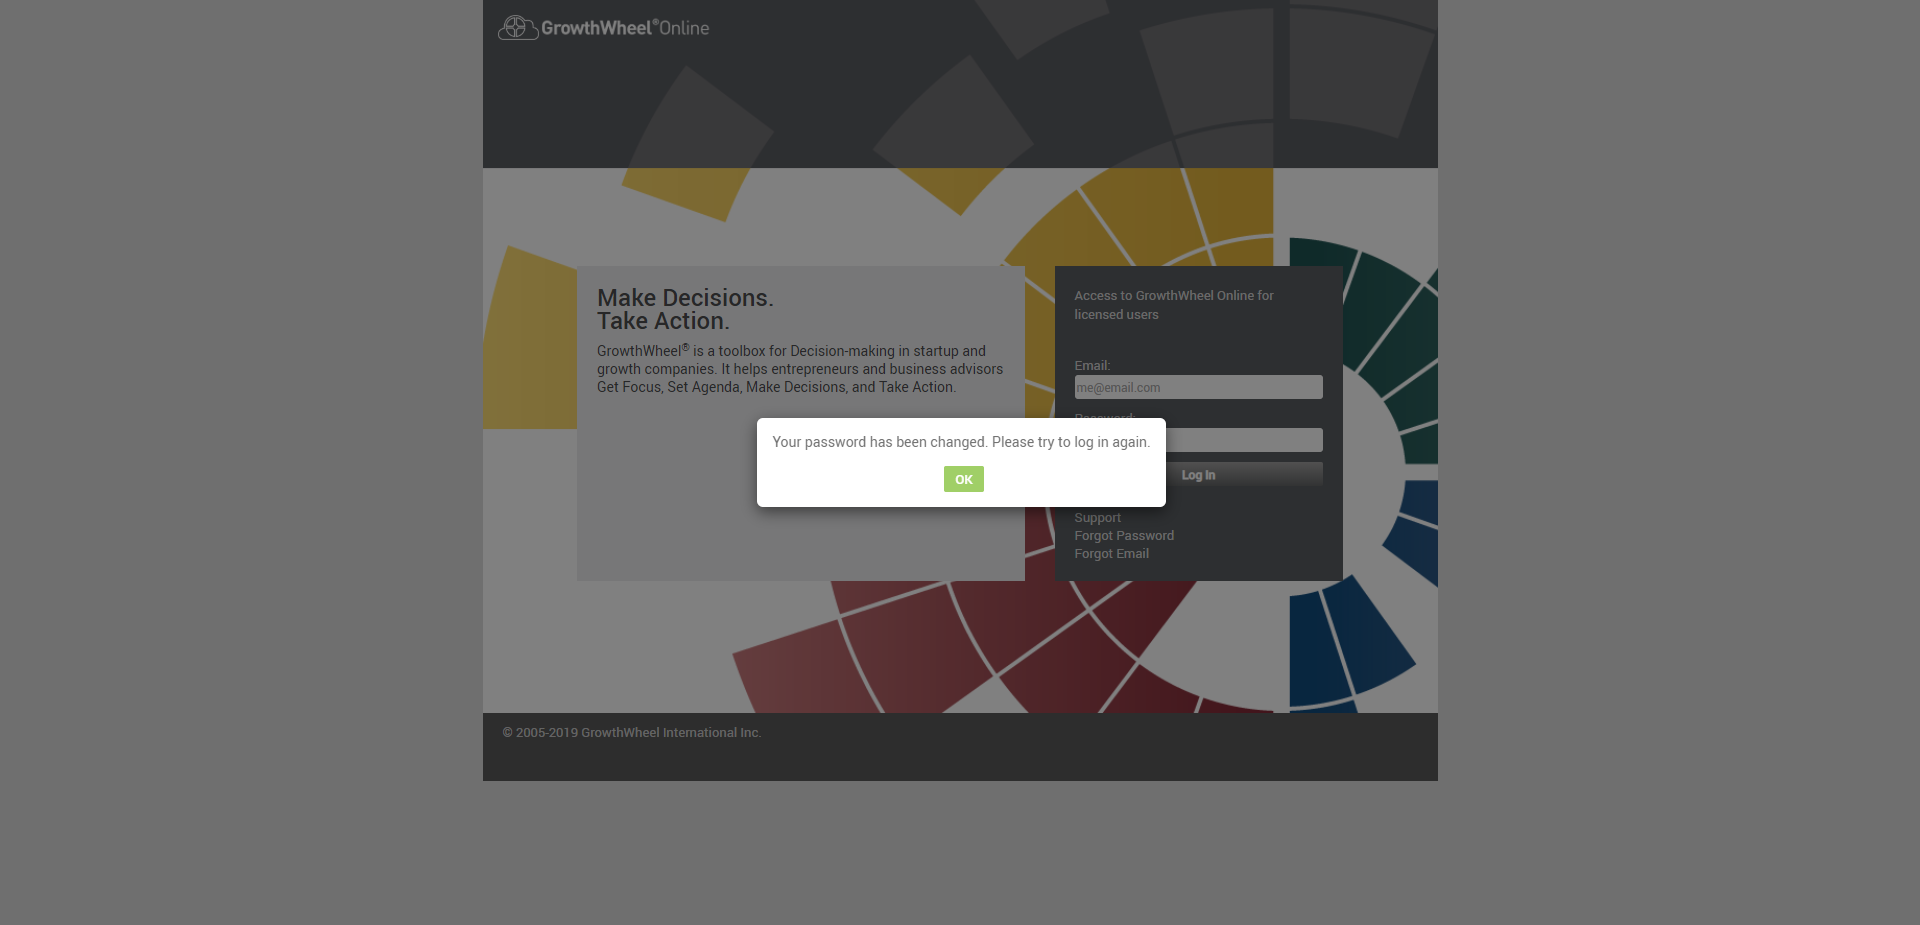 GrowthWheel®Online
Make Decisions.
Take Action.
GrowthWheel® is a toolbox for Decision-making in startup and
growth companies. It helps entrepreneurs and business advisors
Get Focus, Set Agenda, Make Decisions, and Take Action.
Access to GrowthWheel Online for
licensed users
Email:
me@email.com
Password:
Log In
Support
Forgot Password
Forgot Email
Your password has been changed. Please try to log in again.
OK
© 2005-2019 GrowthWheel International Inc.